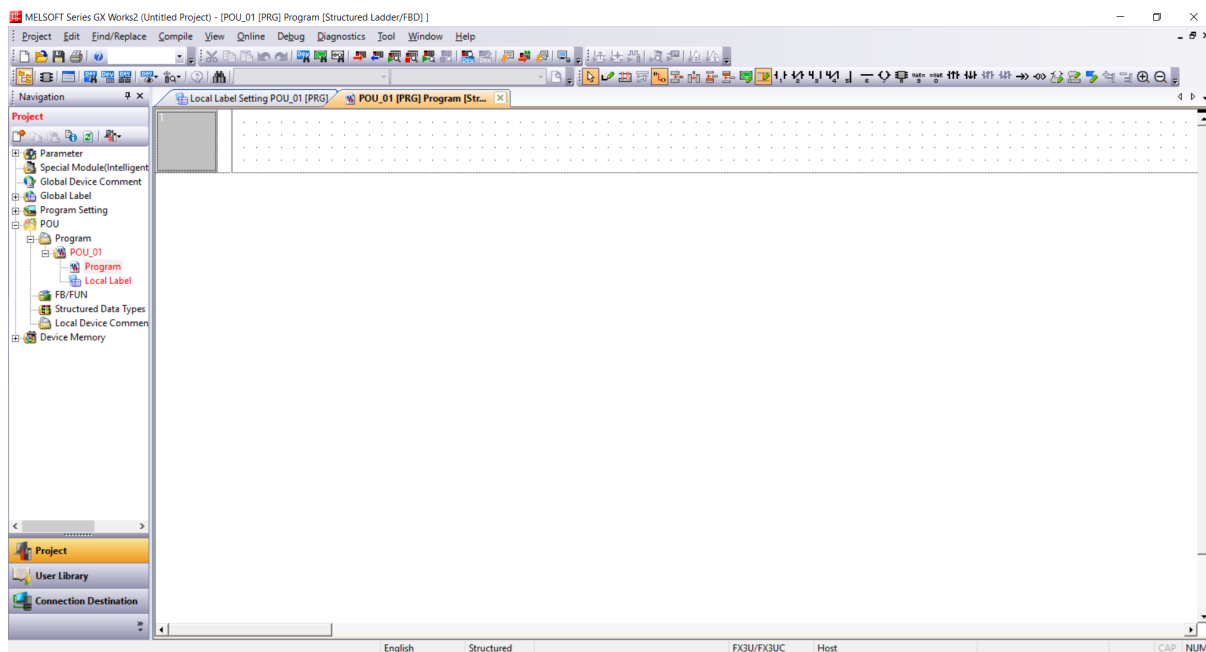 MELSOFT Series GX Works2 (Untitled Project) - [POU_01 [PRG] Program [Structured Ladder/FBD] ]
Project Edit Find/Replace Compile View Online Debug Diagnostics Tool Window Help
Navigation
Local Label Setting POU_01 [PRG]
POU_01 [PRG] Program [Str...
Project
1
Parameter
Special Module(Intelligent
Global Device Comment
Global Label
Program Setting
POU
Program
POU_01
Program
Local Label
FB/FUN
Structured Data Types
Local Device Commen
Device Memory
Project
User Library
Connection Destination
English Structured FX3U/FX3UC Host CAP NUM